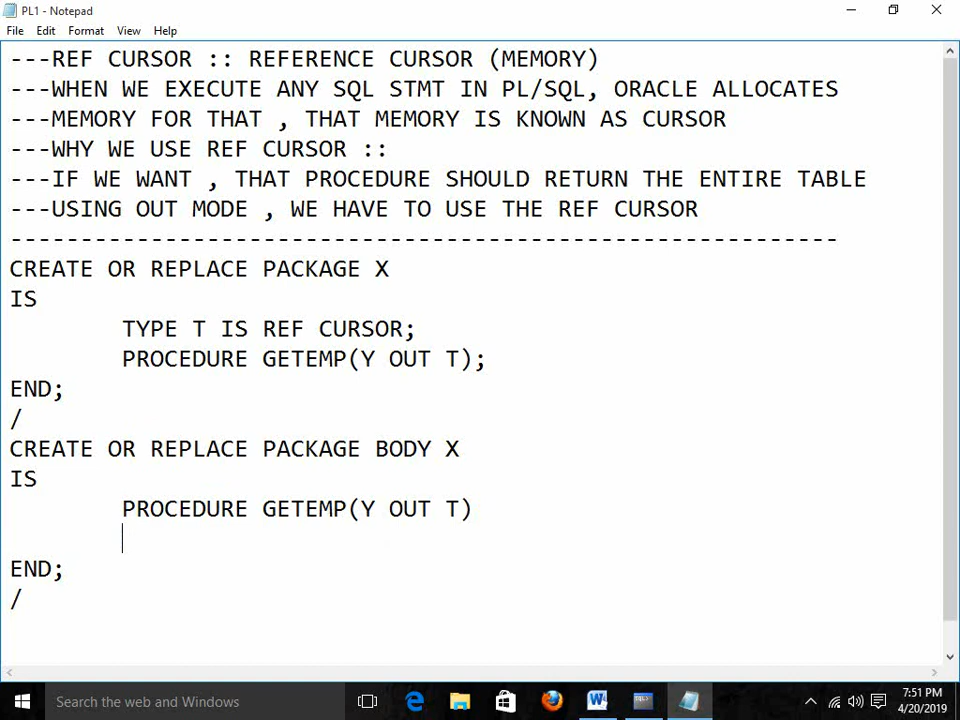 PL1 - Notepad
File Edit Format View Help
---REF CURSOR :: REFERENCE CURSOR (MEMORY)
---WHEN WE EXECUTE ANY SQL STMT IN PL/SQL, ORACLE ALLOCATES
---MEMORY FOR THAT , THAT MEMORY IS KNOWN AS CURSOR
---WHY WE USE REF CURSOR ::
---IF WE WANT , THAT PROCEDURE SHOULD RETURN THE ENTIRE TABLE
---USING OUT MODE , WE HAVE TO USE THE REF CURSOR
-----------------------------------------------------------
CREATE OR REPLACE PACKAGE X
IS
TYPE T IS REF CURSOR;
PROCEDURE GETEMP(Y OUT T);
END;
/
CREATE OR REPLACE PACKAGE BODY X
IS
PROCEDURE GETEMP(Y OUT T)
END;
/
Search the web and Windows
7:51 PM
4/20/2019